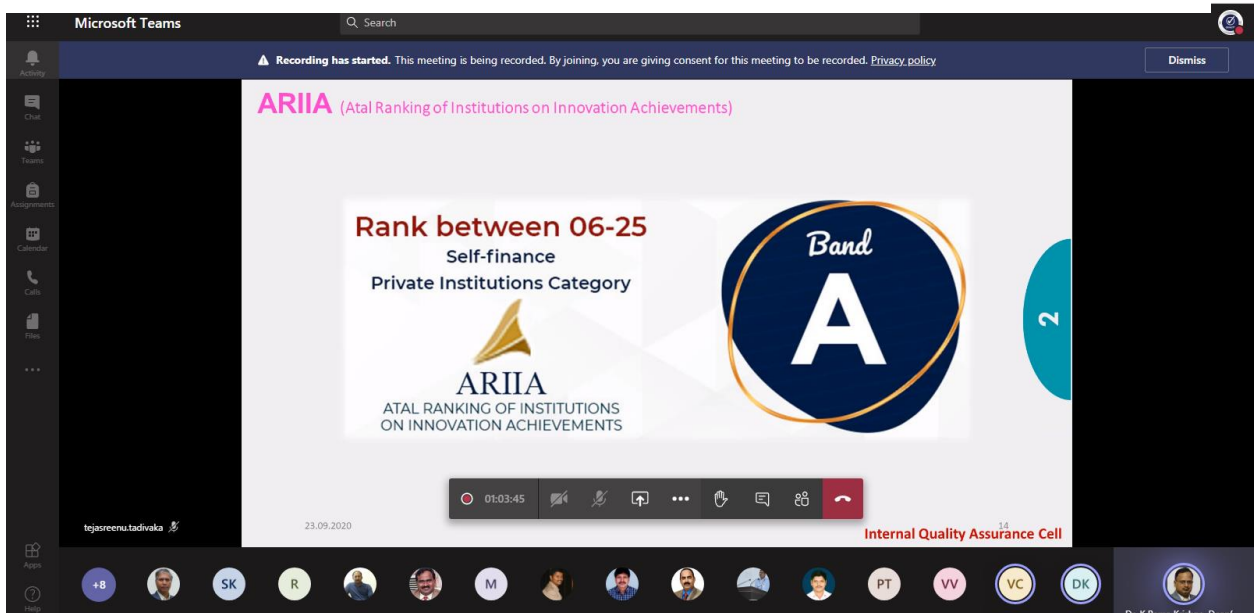 Microsoft Teams
Search
Activity
Chat
Teams
Assignments
Calendar
Calls
Files
Apps
Help
Recording has started. This meeting is being recorded. By joining, you are giving consent for this meeting to be recorded. Privacy policy
Dismiss
ARIIA (Atal Ranking of Institutions on Innovation Achievements)
Rank between 06-25
Self-finance
Private Institutions Category
ARIIA
ATAL RANKING OF INSTITUTIONS
ON INNOVATION ACHIEVEMENTS
Band
A
2
01:03:45
tejasreenu.tadivaka
23.09.2020
14
Internal Quality Assurance Cell
+8
SK
R
M
PT
VV
VC
DK